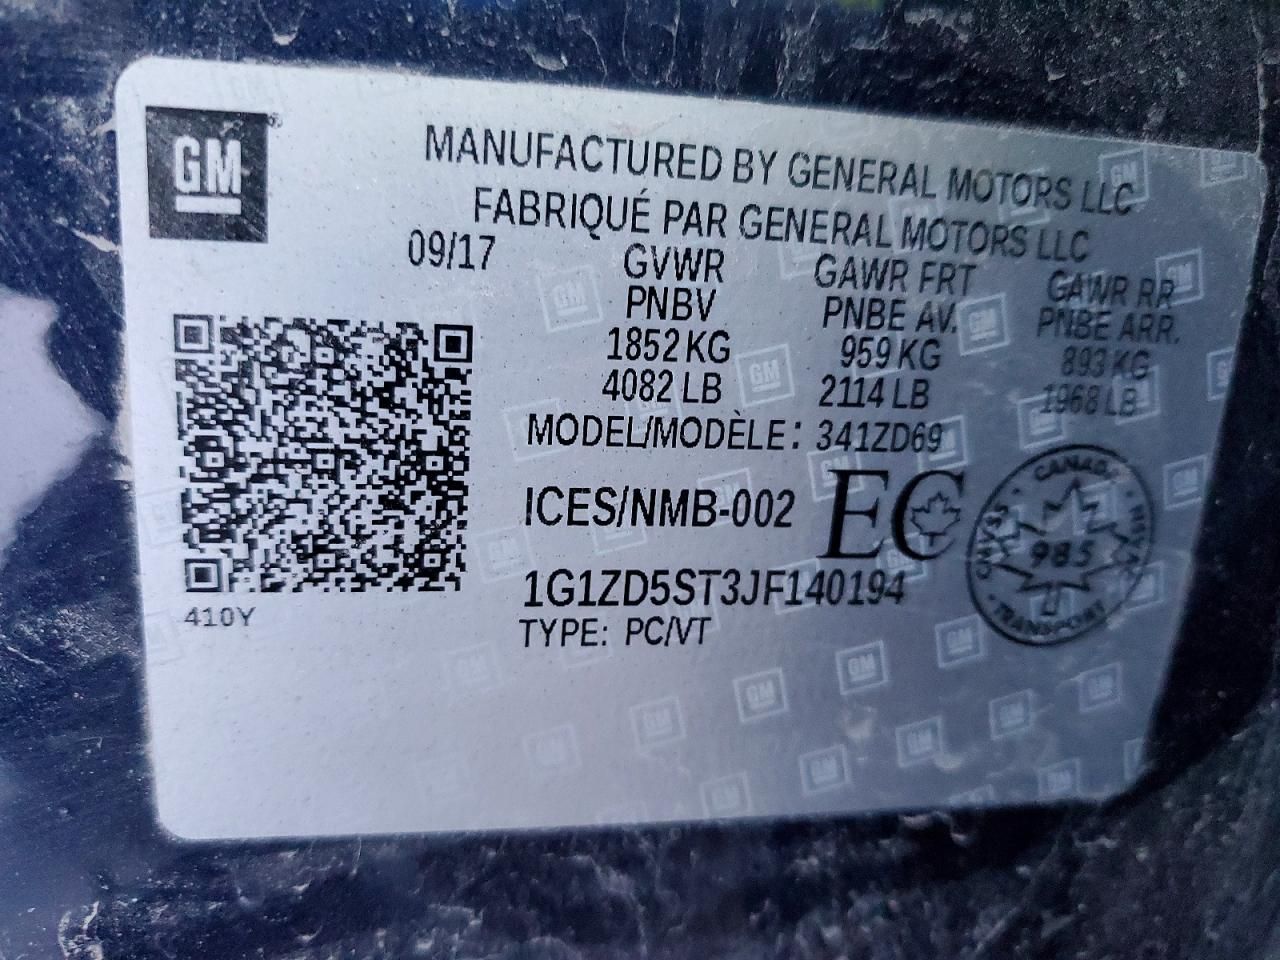 GM
MANUFACTURED BY GENERAL MOTORS LLC
FABRIQUÉ PAR GENERAL MOTORS LLC
09/17
GVWR GAWR FRT GAWR RR
PNBV PNBE AV. PNBE ARR.
1852 KG 959 KG 893 KG
4082 LB 2114 LB 1968 LB
MODEL/MODÈLE: 341ZD69
ICES/NMB-002 EC
1G1ZD5ST3JF140194
TYPE: PC/VT
410Y
CANADA
985
TRANSPORT